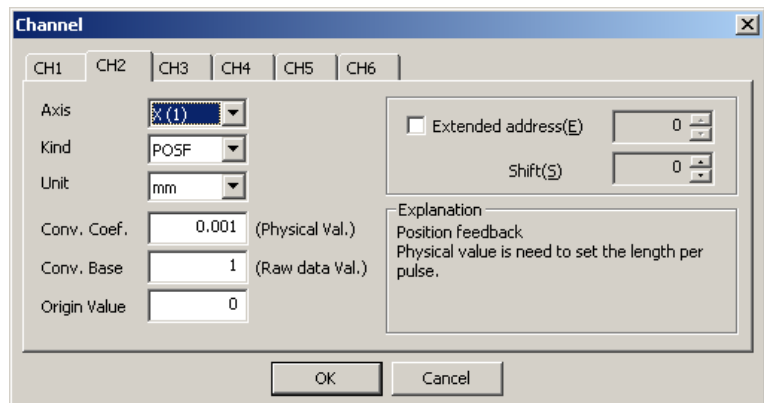 Channel
CH1 CH2 CH3 CH4 CH5 CH6
Axis X (1)
Kind POSF
Unit mm
Conv. Coef. 0.001 (Physical Val.)
Conv. Base 1 (Raw data Val.)
Origin Value 0
Extended address(E) 0
Shift(S) 0
Explanation
Position feedback
Physical value is need to set the length per
pulse.
OK Cancel